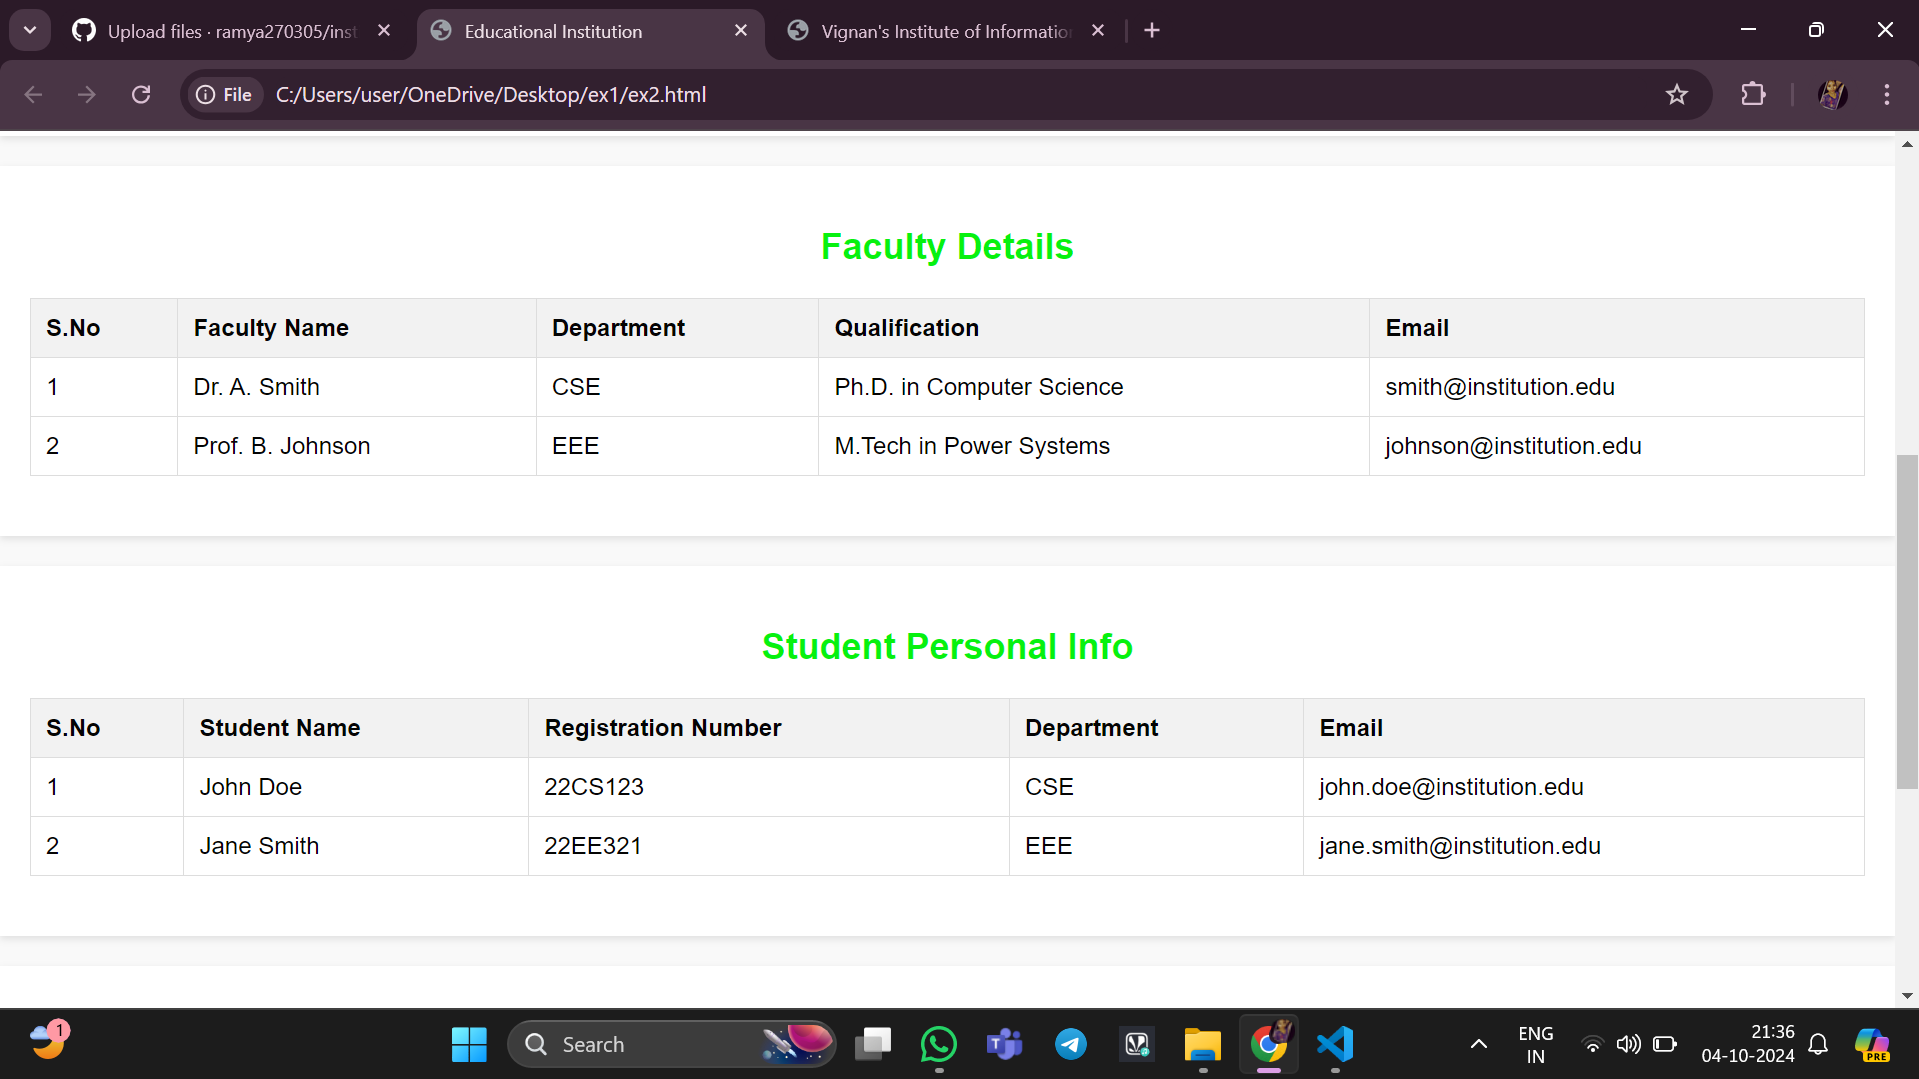 Upload files · ramya270305/inst
Educational Institution
Vignan's Institute of Informatio
File
C:/Users/user/OneDrive/Desktop/ex1/ex2.html
Faculty Details
S.No Faculty Name Department Qualification Email
1 Dr. A. Smith CSE Ph.D. in Computer Science smith@institution.edu
2 Prof. B. Johnson EEE M.Tech in Power Systems johnson@institution.edu
Student Personal Info
S.No Student Name Registration Number Department Email
1 John Doe 22CS123 CSE john.doe@institution.edu
2 Jane Smith 22EE321 EEE jane.smith@institution.edu
1
Search
ENG
IN
21:36
04-10-2024
PRE